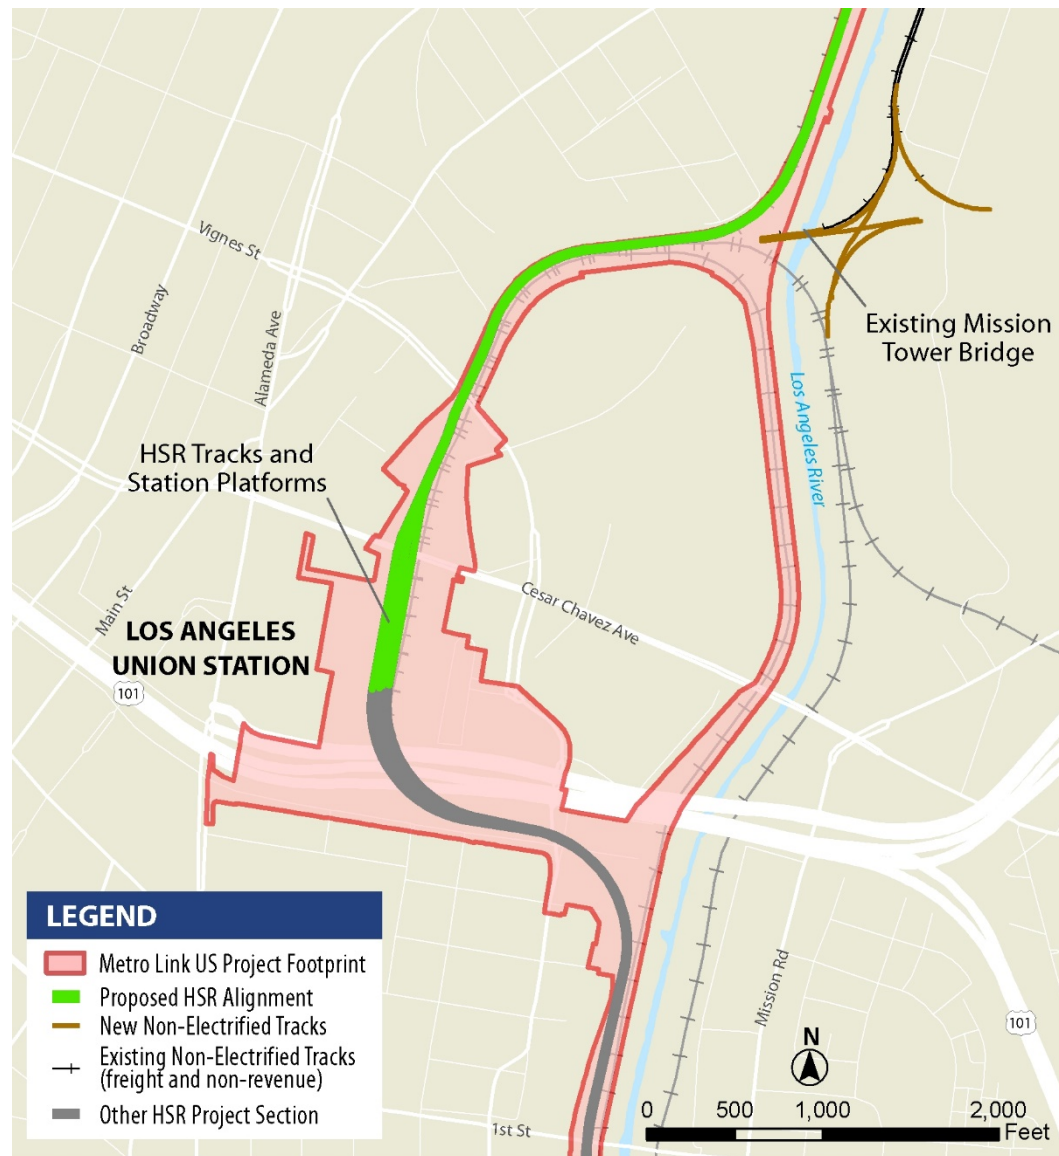 Vignes St
Broadway
Alameda Ave
Existing Mission
Tower Bridge
Los Angeles River
HSR Tracks and
Station Platforms
Cesar Chavez Ave
Main St
LOS ANGELES
UNION STATION
101
Mission Rd
101
1st St
LEGEND
Metro Link US Project Footprint
Proposed HSR Alignment
New Non-Electrified Tracks
Existing Non-Electrified Tracks
(freight and non-revenue)
Other HSR Project Section
N
0 500 1,000 2,000
Feet